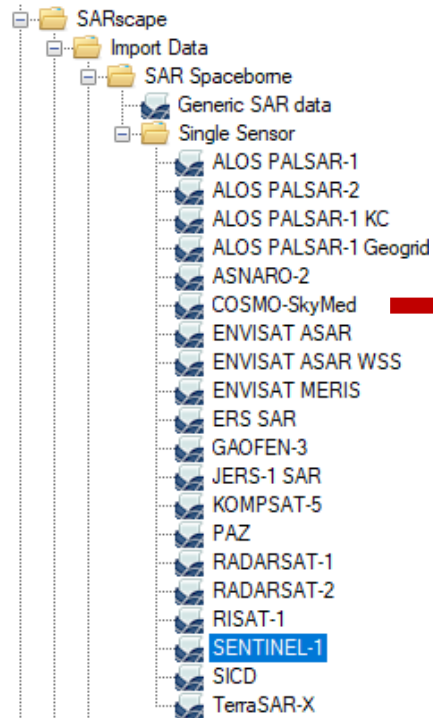 SARscape
Import Data
SAR Spaceborne
Generic SAR data
Single Sensor
ALOS PALSAR-1
ALOS PALSAR-2
ALOS PALSAR-1 KC
ALOS PALSAR-1 Geogrid
ASNARO-2
COSMO-SkyMed
ENVISAT ASAR
ENVISAT ASAR WSS
ENVISAT MERIS
ERS SAR
GAOFEN-3
JERS-1 SAR
KOMPSAT-5
PAZ
RADARSAT-1
RADARSAT-2
RISAT-1
SENTINEL-1
SICD
TerraSAR-X